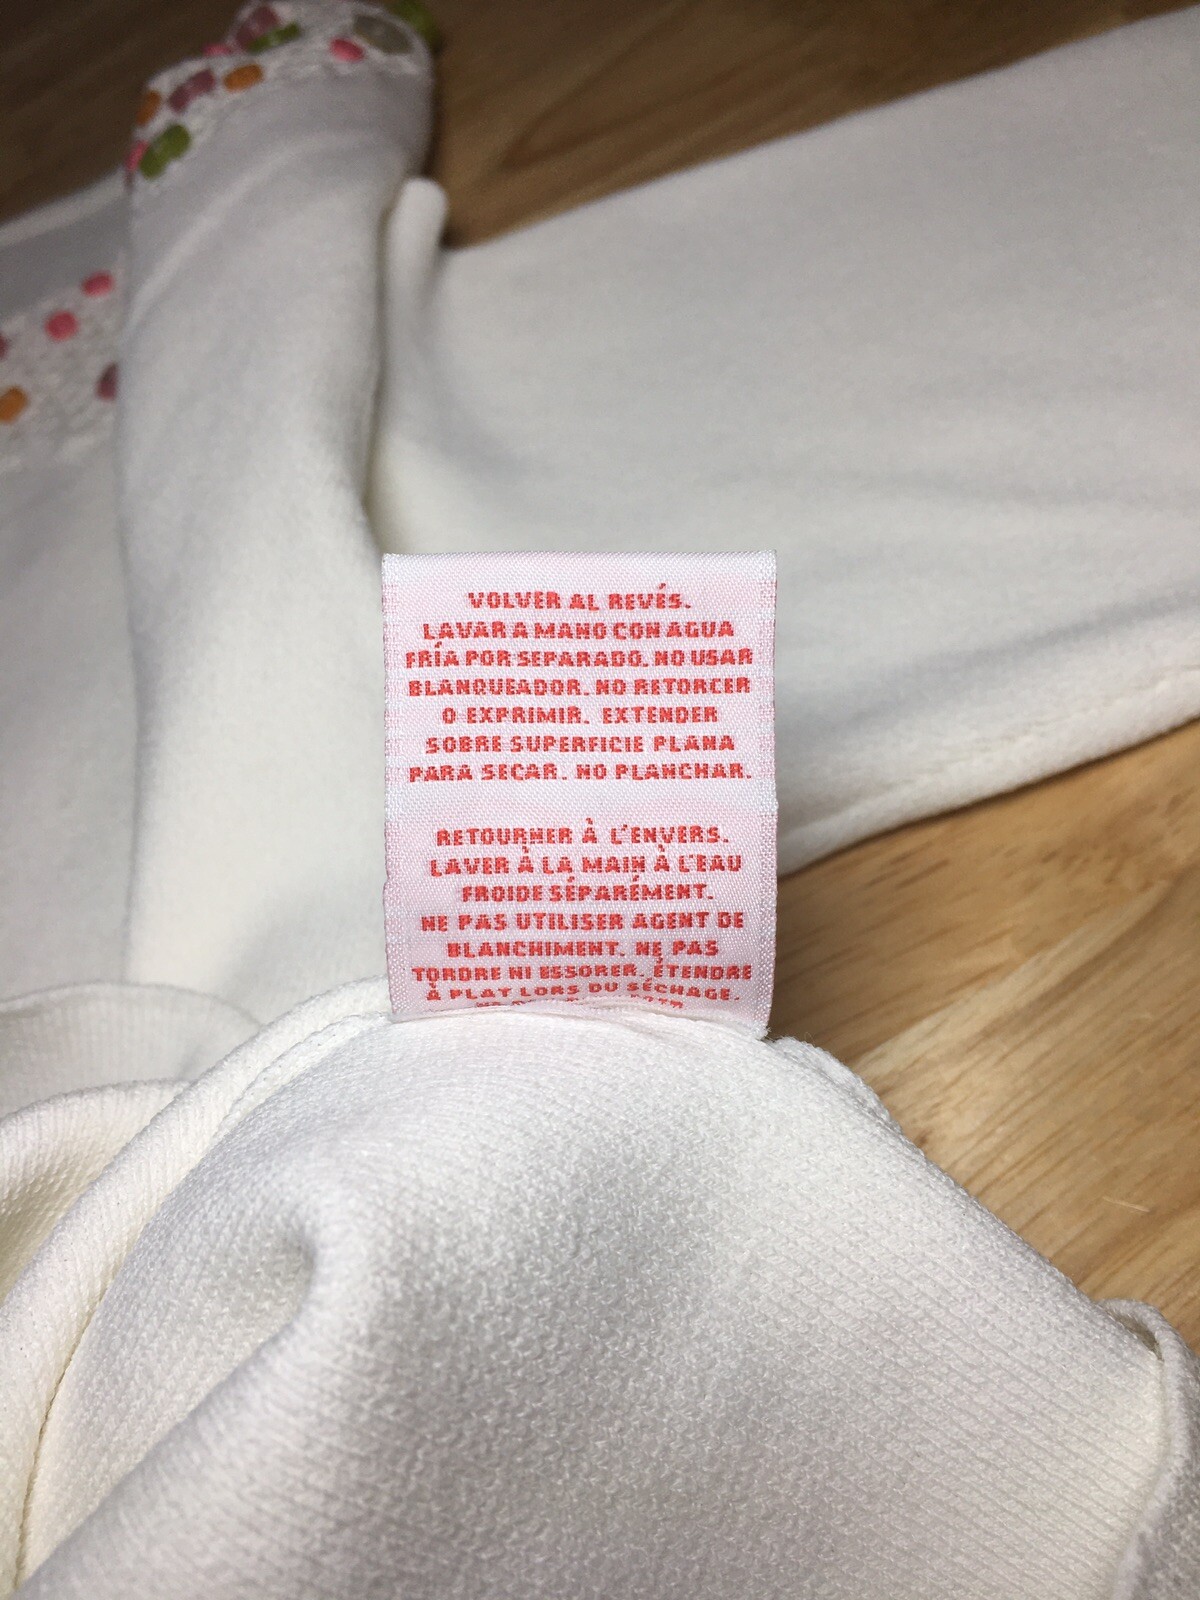 VOLVER AL REVÉS.
LAVAR A MANO CON AGUA
FRÍA POR SEPARADO. NO USAR
BLANQUEADOR. NO RETORCER
O EXPRIMIR. EXTENDER
SOBRE SUPERFICIE PLANA
PARA SECAR. NO PLANCHAR.
RETOURNER À L'ENVERS.
LAVER À LA MAIN À L'EAU
FROIDE SÉPARÉMENT.
NE PAS UTILISER AGENT DE
BLANCHIMENT. NE PAS
TORDRE NI ESSORER. ÉTENDRE
À PLAT LORS DU SÉCHAGE.